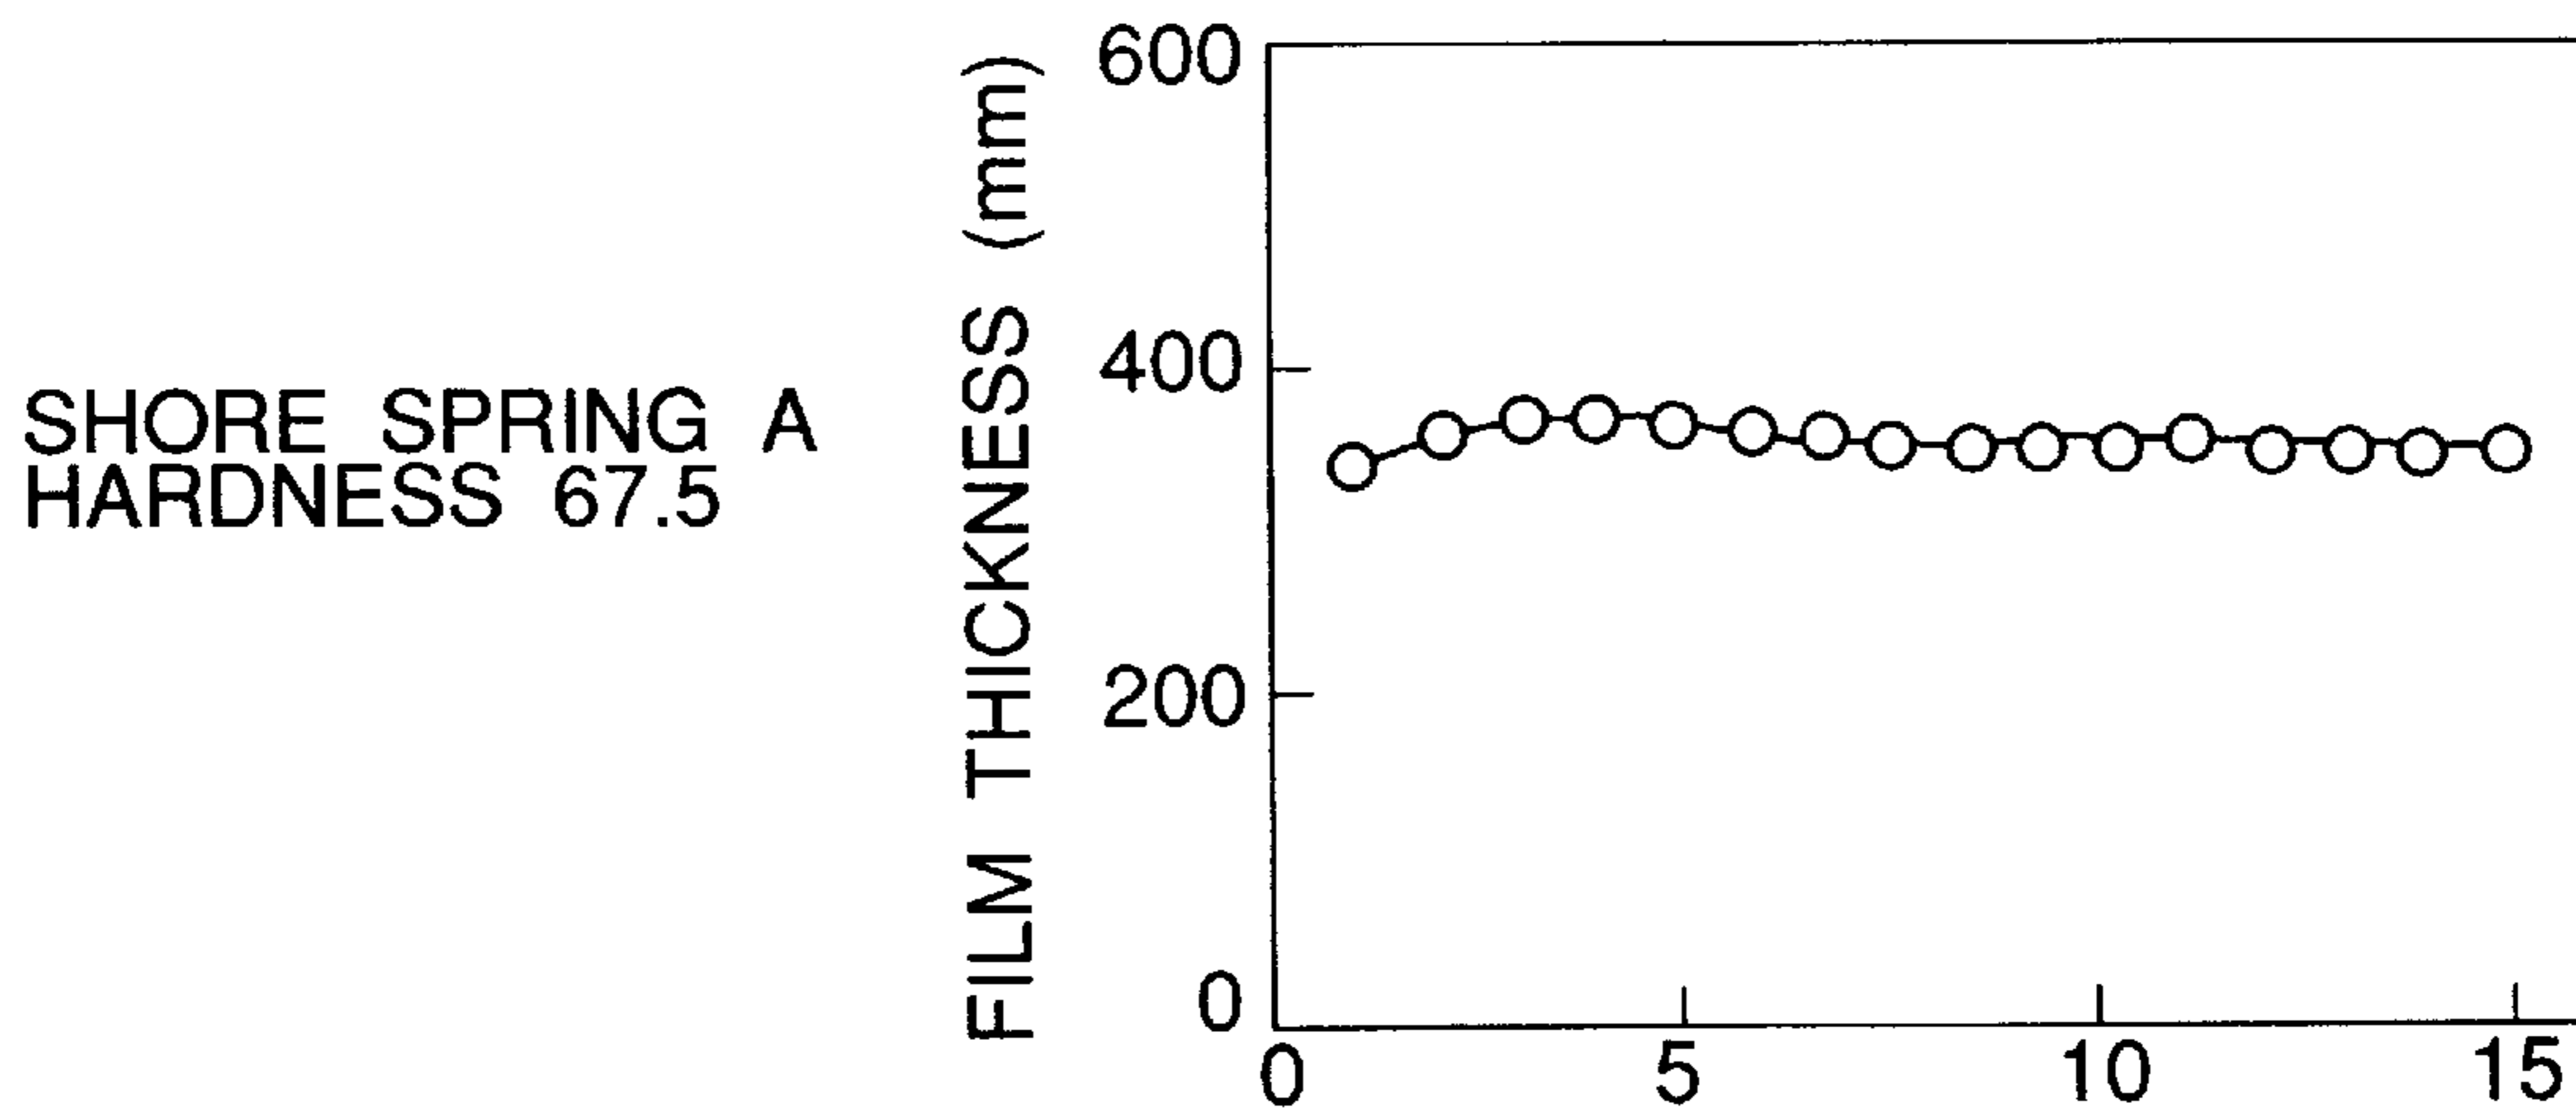 SHORE SPRING A
HARDNESS 67.5
FILM THICKNESS (mm)
600
400
200
0
0 5 10 15